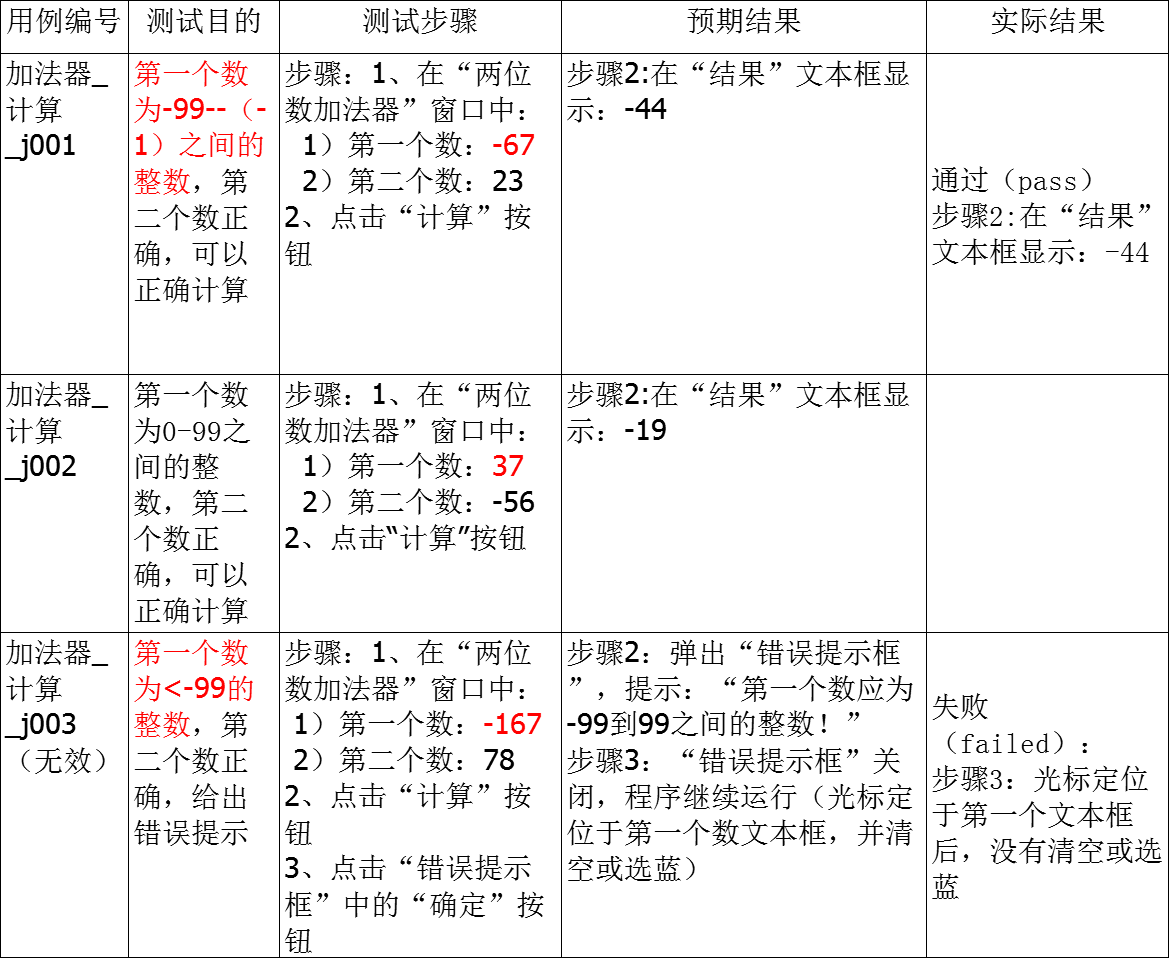 用例编号
测试目的
测试步骤
预期结果
实际结果
加法器_
计算
_j001
第一个数
为-99--（-
1）之间的
整数，第
二个数正
确，可以
正确计算
步骤：1、在“两位
数加法器”窗口中：
1）第一个数：-67
2）第二个数：23
2、点击“计算”按
钮
步骤2:在“结果”文本框显
示：-44
通过（pass）
步骤2:在“结果”
文本框显示：-44
加法器_
计算
_j002
第一个数
为0-99之
间的整
数，第二
个数正
确，可以
正确计算
步骤：1、在“两位
数加法器”窗口中：
1）第一个数：37
2）第二个数：-56
2、点击“计算”按钮
步骤2:在“结果”文本框显
示：-19
加法器_
计算
_j003
（无效）
第一个数
为<-99的
整数，第
二个数正
确，给出
错误提示
步骤：1、在“两位
数加法器”窗口中：
1）第一个数：-167
2）第二个数：78
2、点击“计算”按
钮
3、点击“错误提示
框”中的“确定”按
钮
步骤2：弹出“错误提示框
”，提示：“第一个数应为
-99到99之间的整数！”
步骤3：“错误提示框”关
闭，程序继续运行（光标定
位于第一个数文本框，并清
空或选蓝）
失败
（failed）：
步骤3：光标定位
于第一个文本框
后，没有清空或选
蓝